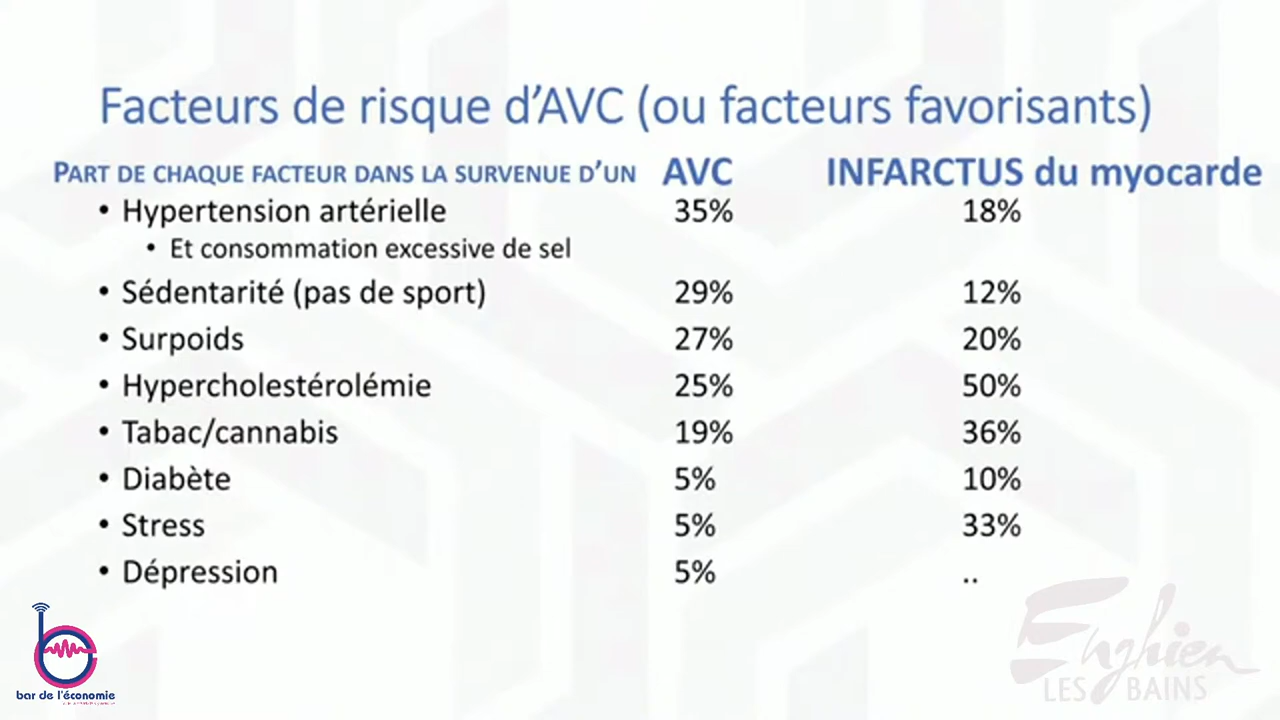 Facteurs de risque d'AVC (ou facteurs favorisants)
PART DE CHAQUE FACTEUR DANS LA SURVENUE D'UN AVC INFARCTUS du myocarde
• Hypertension artérielle 35% 18%
• Et consommation excessive de sel
• Sédentarité (pas de sport) 29% 12%
• Surpoids 27% 20%
• Hypercholestérolémie 25% 50%
• Tabac/cannabis 19% 36%
• Diabète 5% 10%
• Stress 5% 33%
• Dépression 5% ..
bar de l'économie
Enghien
LES BAINS